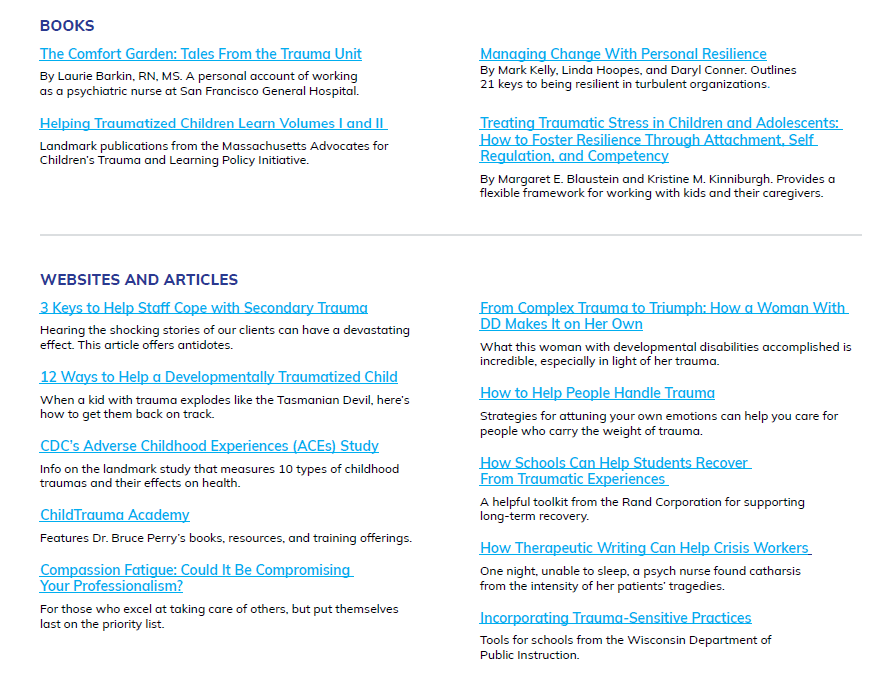 BOOKS
The Comfort Garden: Tales From the Trauma Unit
By Laurie Barkin, RN, MS. A personal account of working
as a psychiatric nurse at San Francisco General Hospital.
Helping Traumatized Children Learn Volumes I and II
Landmark publications from the Massachusetts Advocates for
Children's Trauma and Learning Policy Initiative.
Managing Change With Personal Resilience
By Mark Kelly, Linda Hoopes, and Daryl Conner. Outlines
21 keys to being resilient in turbulent organizations.
Treating Traumatic Stress in Children and Adolescents:
How to Foster Resilience Through Attachment, Self
Regulation, and Competency
By Margaret E. Blaustein and Kristine M. Kinniburgh. Provides a
flexible framework for working with kids and their caregivers.
WEBSITES AND ARTICLES
3 Keys to Help Staff Cope with Secondary Trauma
Hearing the shocking stories of our clients can have a devastating
effect. This article offers antidotes.
12 Ways to Help a Developmentally Traumatized Child
When a kid with trauma explodes like the Tasmanian Devil, here's
how to get them back on track.
CDC's Adverse Childhood Experiences (ACEs) Study
Info on the landmark study that measures 10 types of childhood
traumas and their effects on health.
ChildTrauma Academy
Features Dr. Bruce Perry's books, resources, and training offerings.
Compassion Fatigue: Could It Be Compromising
Your Professionalism?
For those who excel at taking care of others, but put themselves
last on the priority list.
From Complex Trauma to Triumph: How a Woman With
DD Makes It on Her Own
What this woman with developmental disabilities accomplished is
incredible, especially in light of her trauma.
How to Help People Handle Trauma
Strategies for attuning your own emotions can help you care for
people who carry the weight of trauma.
How Schools Can Help Students Recover
From Traumatic Experiences
A helpful toolkit from the Rand Corporation for supporting
long-term recovery.
How Therapeutic Writing Can Help Crisis Workers
One night, unable to sleep, a psych nurse found catharsis
from the intensity of her patients' tragedies.
Incorporating Trauma-Sensitive Practices
Tools for schools from the Wisconsin Department of
Public Instruction.